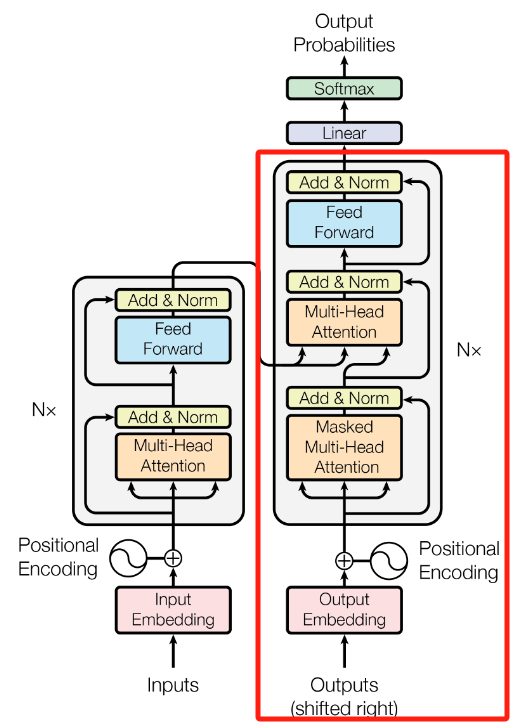 Output
Probabilities
Softmax
Linear
Add & Norm
Feed
Forward
Add & Norm
Multi-Head
Attention
N×
Add & Norm
Masked
Multi-Head
Attention
Positional
Encoding
Output
Embedding
Outputs
(shifted right)
Add & Norm
Feed
Forward
N×
Add & Norm
Multi-Head
Attention
Positional
Encoding
Input
Embedding
Inputs